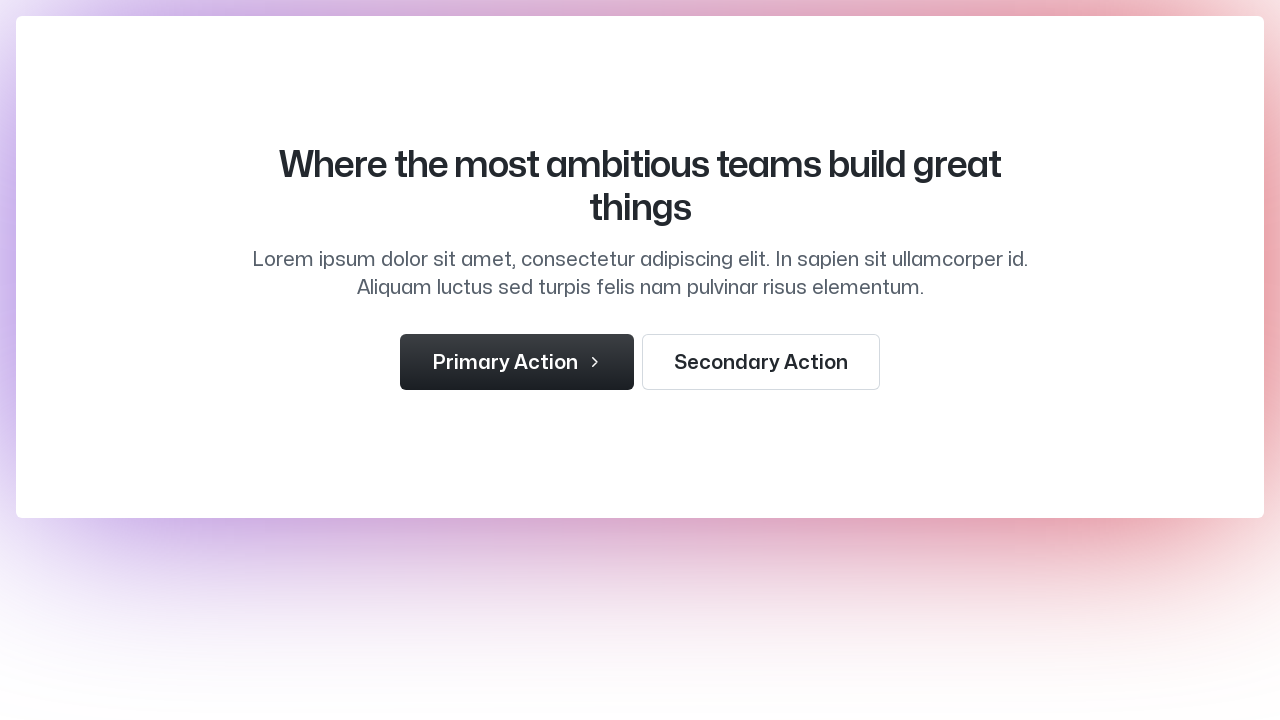 Where the most ambitious teams build great
things
Lorem ipsum dolor sit amet, consectetur adipiscing elit. In sapien sit ullamcorper id.
Aliquam luctus sed turpis felis nam pulvinar risus elementum.
Primary Action
Secondary Action